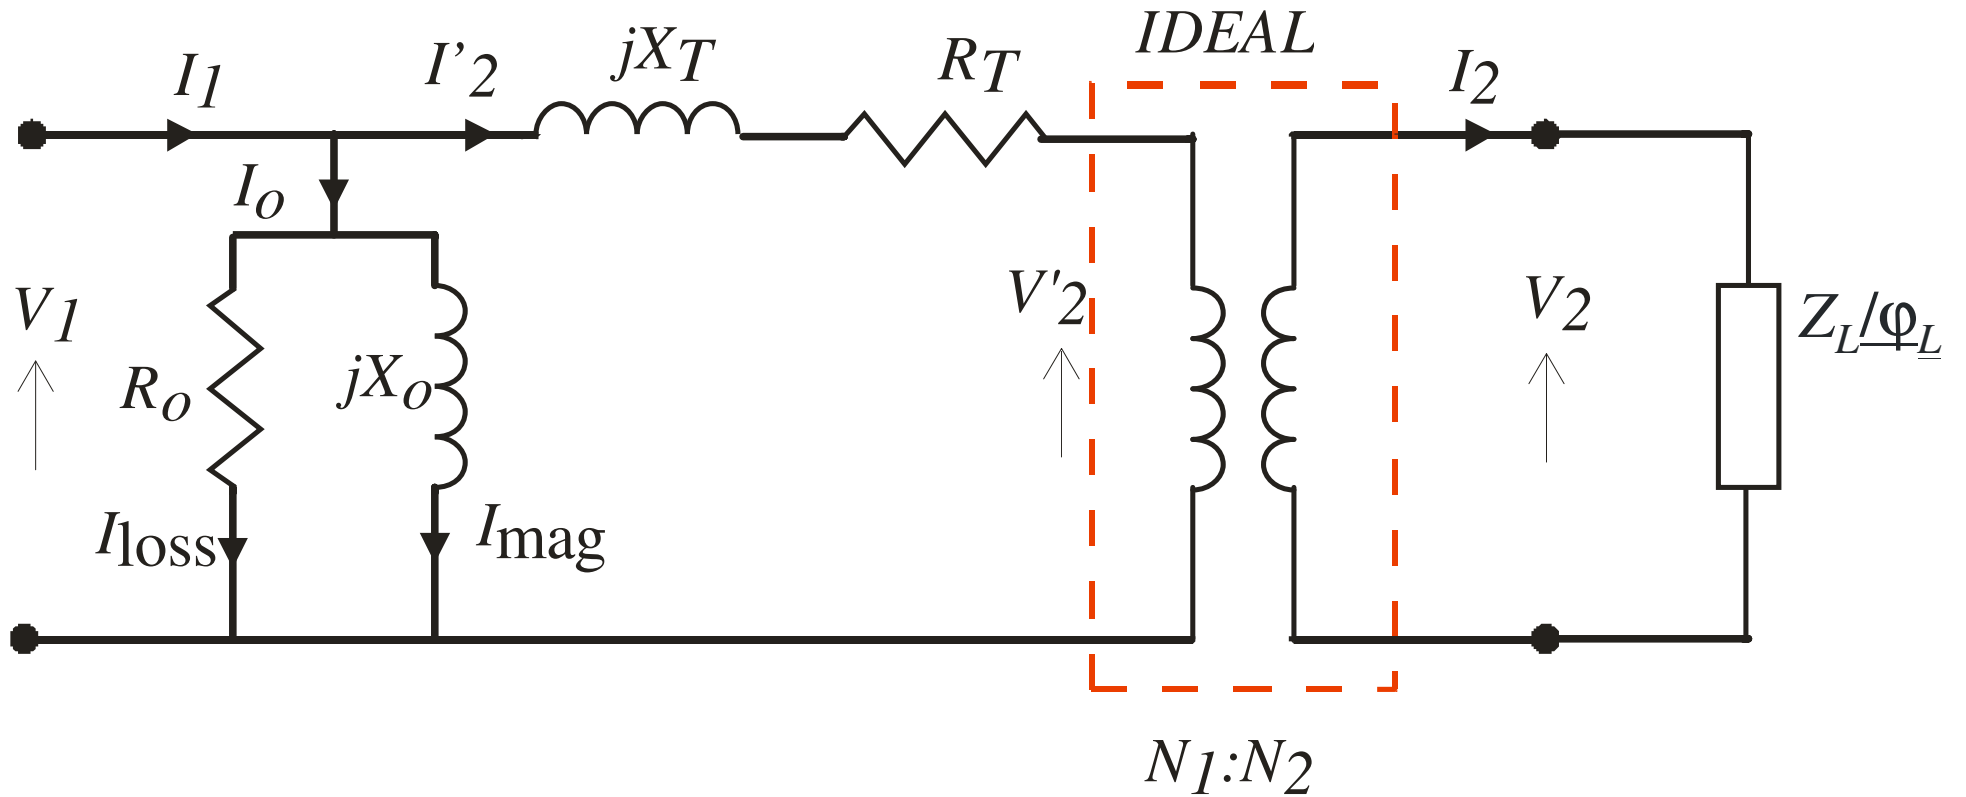 IDEAL
I1
I'2
jXT
RT
I2
Io
V1
Ro
jXo
V'2
V2
ZL/φL
Iloss
Imag
N1:N2